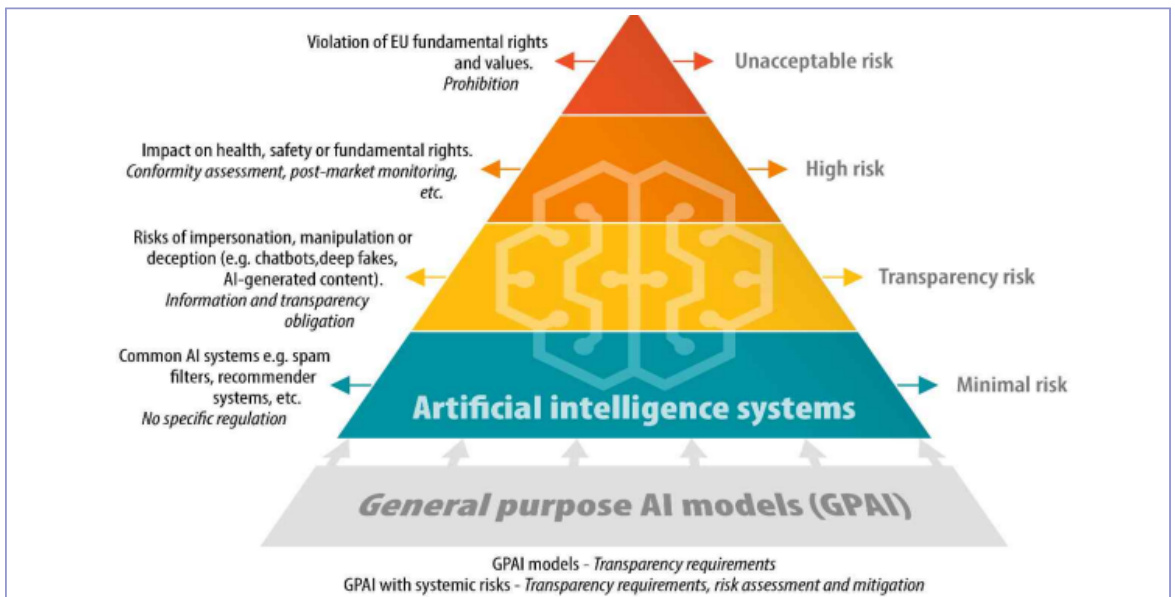 Violation of EU fundamental rights
and values.
Prohibition
Unacceptable risk
Impact on health, safety or fundamental rights.
Conformity assessment, post-market monitoring,
etc.
High risk
Risks of impersonation, manipulation or
deception (e.g. chatbots,deep fakes,
AI-generated content).
Information and transparency
obligation
Transparency risk
Common AI systems e.g. spam
filters, recommender
systems, etc.
No specific regulation
Minimal risk
Artificial intelligence systems
General purpose AI models (GPAI)
GPAI models - Transparency requirements
GPAI with systemic risks - Transparency requirements, risk assessment and mitigation